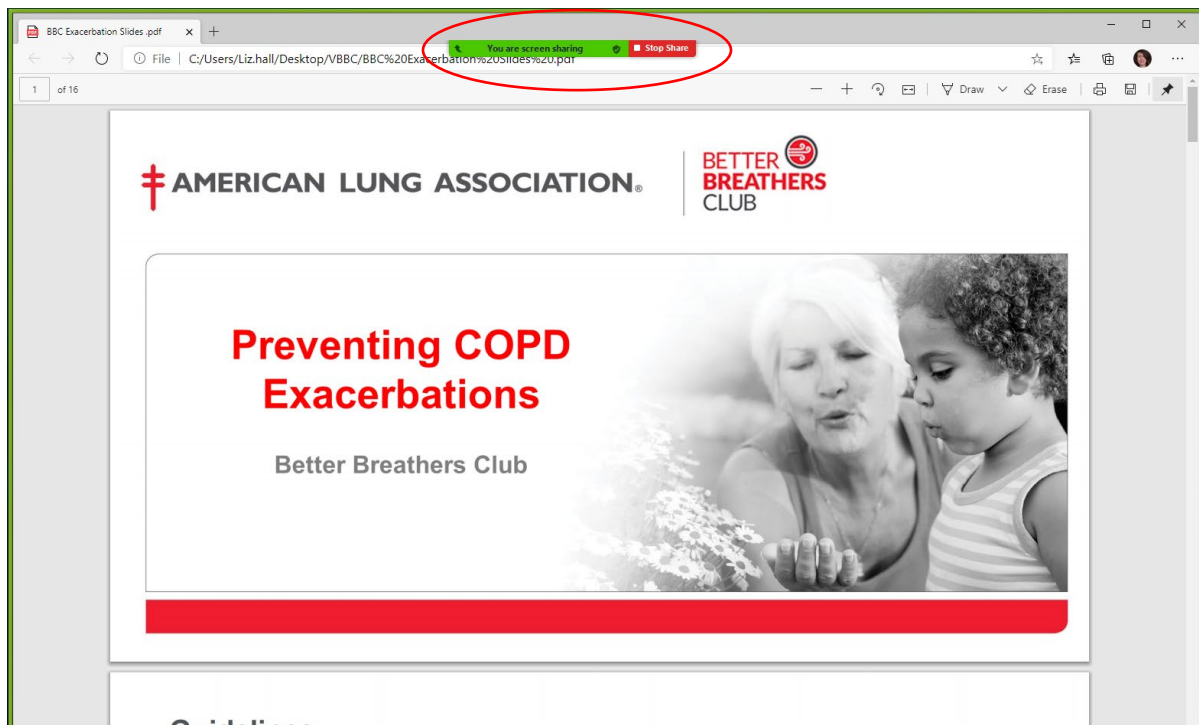 BBC Exacerbation Slides .pdf
You are screen sharing Stop Share
File C:/Users/Liz.hall/Desktop/VBBC/BBC%20Exacerbation%20Slides%20.pdf
1 of 16 Draw Erase
AMERICAN LUNG ASSOCIATION®
BETTER
BREATHERS
CLUB
Preventing COPD
Exacerbations
Better Breathers Club
Guidelines